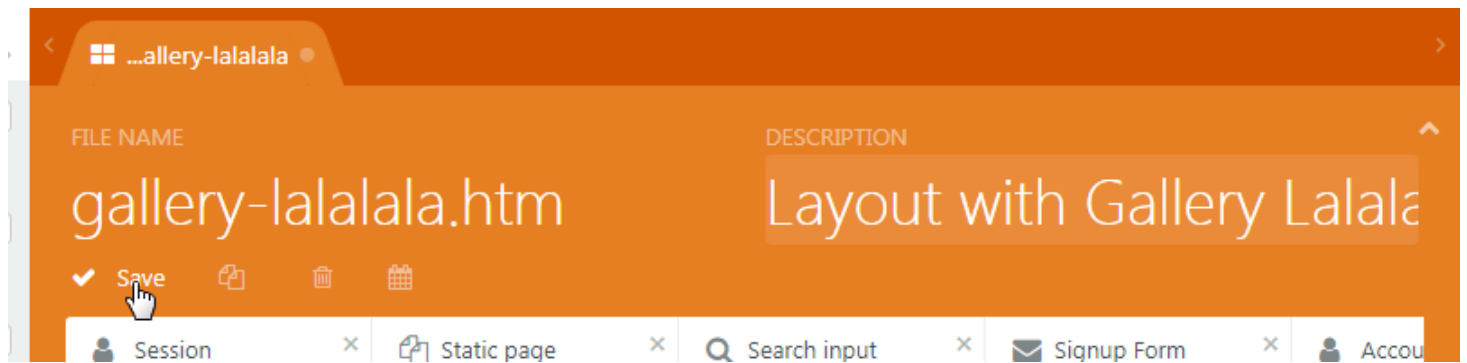 ...allery-lalalala
FILE NAME
DESCRIPTION
gallery-lalalala.htm
Layout with Gallery Lalala
Save
Session
Static page
Search input
Signup Form
Accou